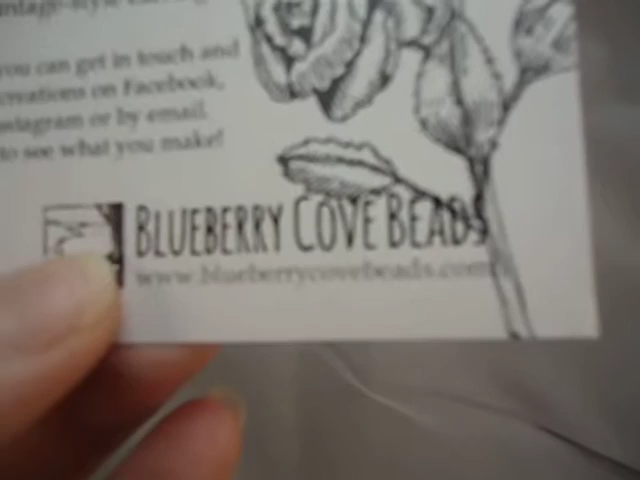 you can get in touch and
creations on Facebook,
Instagram or by email.
to see what you make!
BLUEBERRY COVE BEADS
www.blueberrycovebeads.com